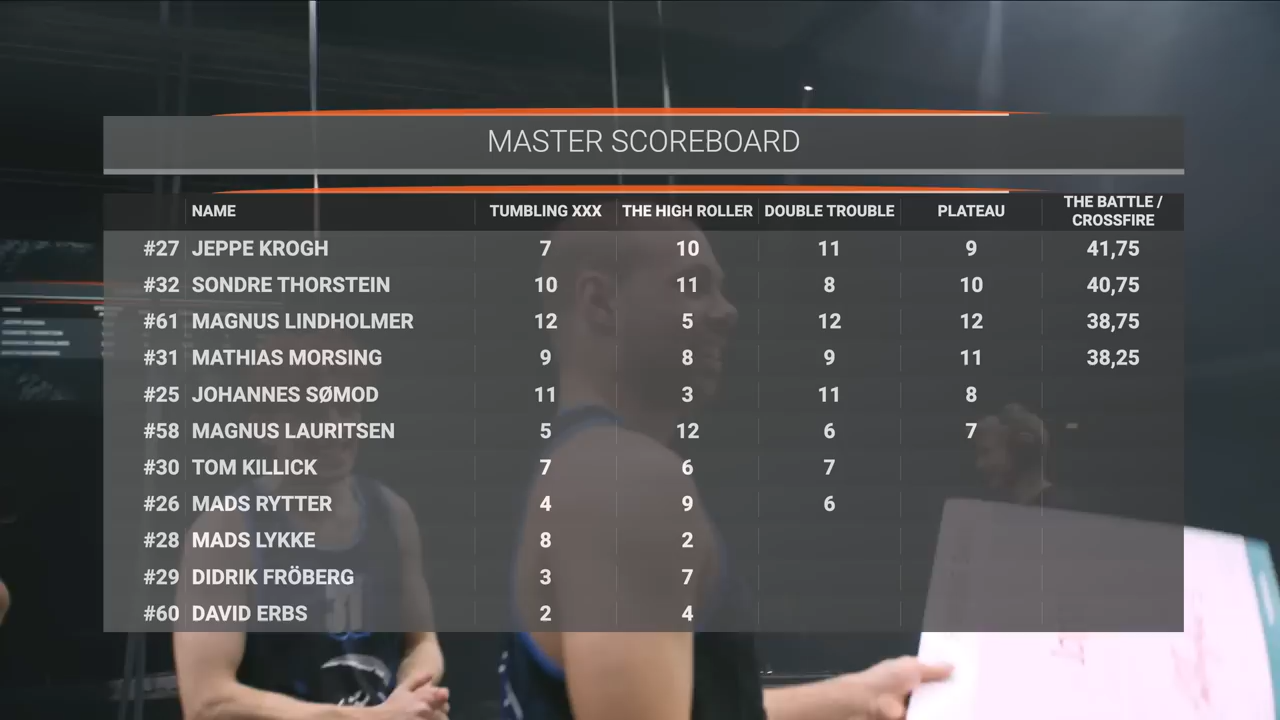 MASTER SCOREBOARD
NAME TUMBLING XXX THE HIGH ROLLER DOUBLE TROUBLE PLATEAU THE BATTLE /
CROSSFIRE
#27 JEPPE KROGH 7 10 11 9 41,75
#32 SONDRE THORSTEIN 10 11 8 10 40,75
#61 MAGNUS LINDHOLMER 12 5 12 12 38,75
#31 MATHIAS MORSING 9 8 9 11 38,25
#25 JOHANNES SØMOD 11 3 11 8
#58 MAGNUS LAURITSEN 5 12 6 7
#30 TOM KILLICK 7 6 7
#26 MADS RYTTER 4 9 6
#28 MADS LYKKE 8 2
#29 DIDRIK FRÖBERG 3 7
#60 DAVID ERBS 2 4
31